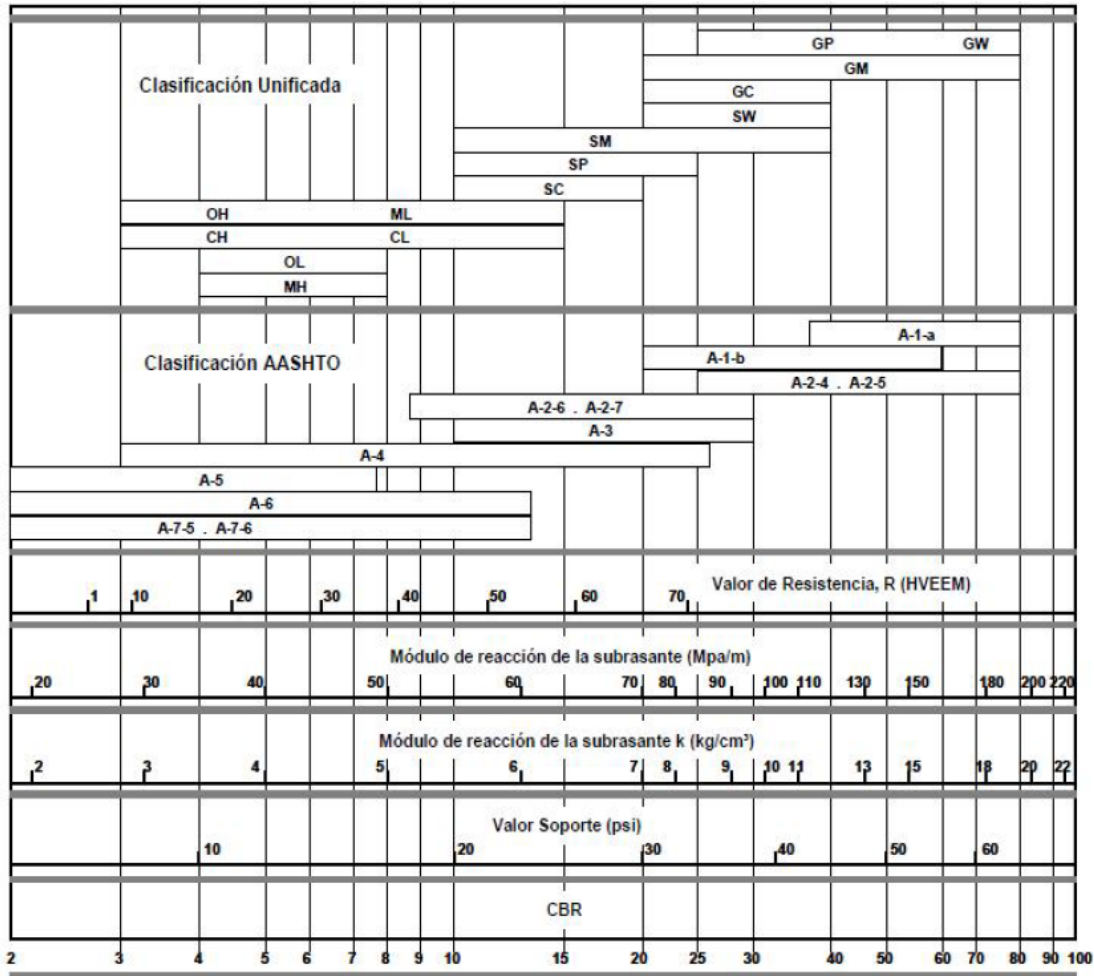 GP GW
GM
Clasificación Unificada
GC
SW
SM
SP
SC
OH ML
CH CL
OL
MH
A-1-a
Clasificación AASHTO
A-1-b
A-2-4 . A-2-5
A-2-6 . A-2-7
A-3
A-4
A-5
A-6
A-7-5 . A-7-6
Valor de Resistencia, R (HVEEM)
1 10 20 30 40 50 60 70
Módulo de reacción de la subrasante (Mpa/m)
20 30 40 50 60 70 80 90 100 110 130 150 180 200 220
Módulo de reacción de la subrasante k (kg/cm³)
2 3 4 5 6 7 8 9 10 11 13 15 18 20 22
Valor Soporte (psi)
10 20 30 40 50 60
CBR
2 3 4 5 6 7 8 9 10 15 20 25 30 40 50 60 70 80 90 100